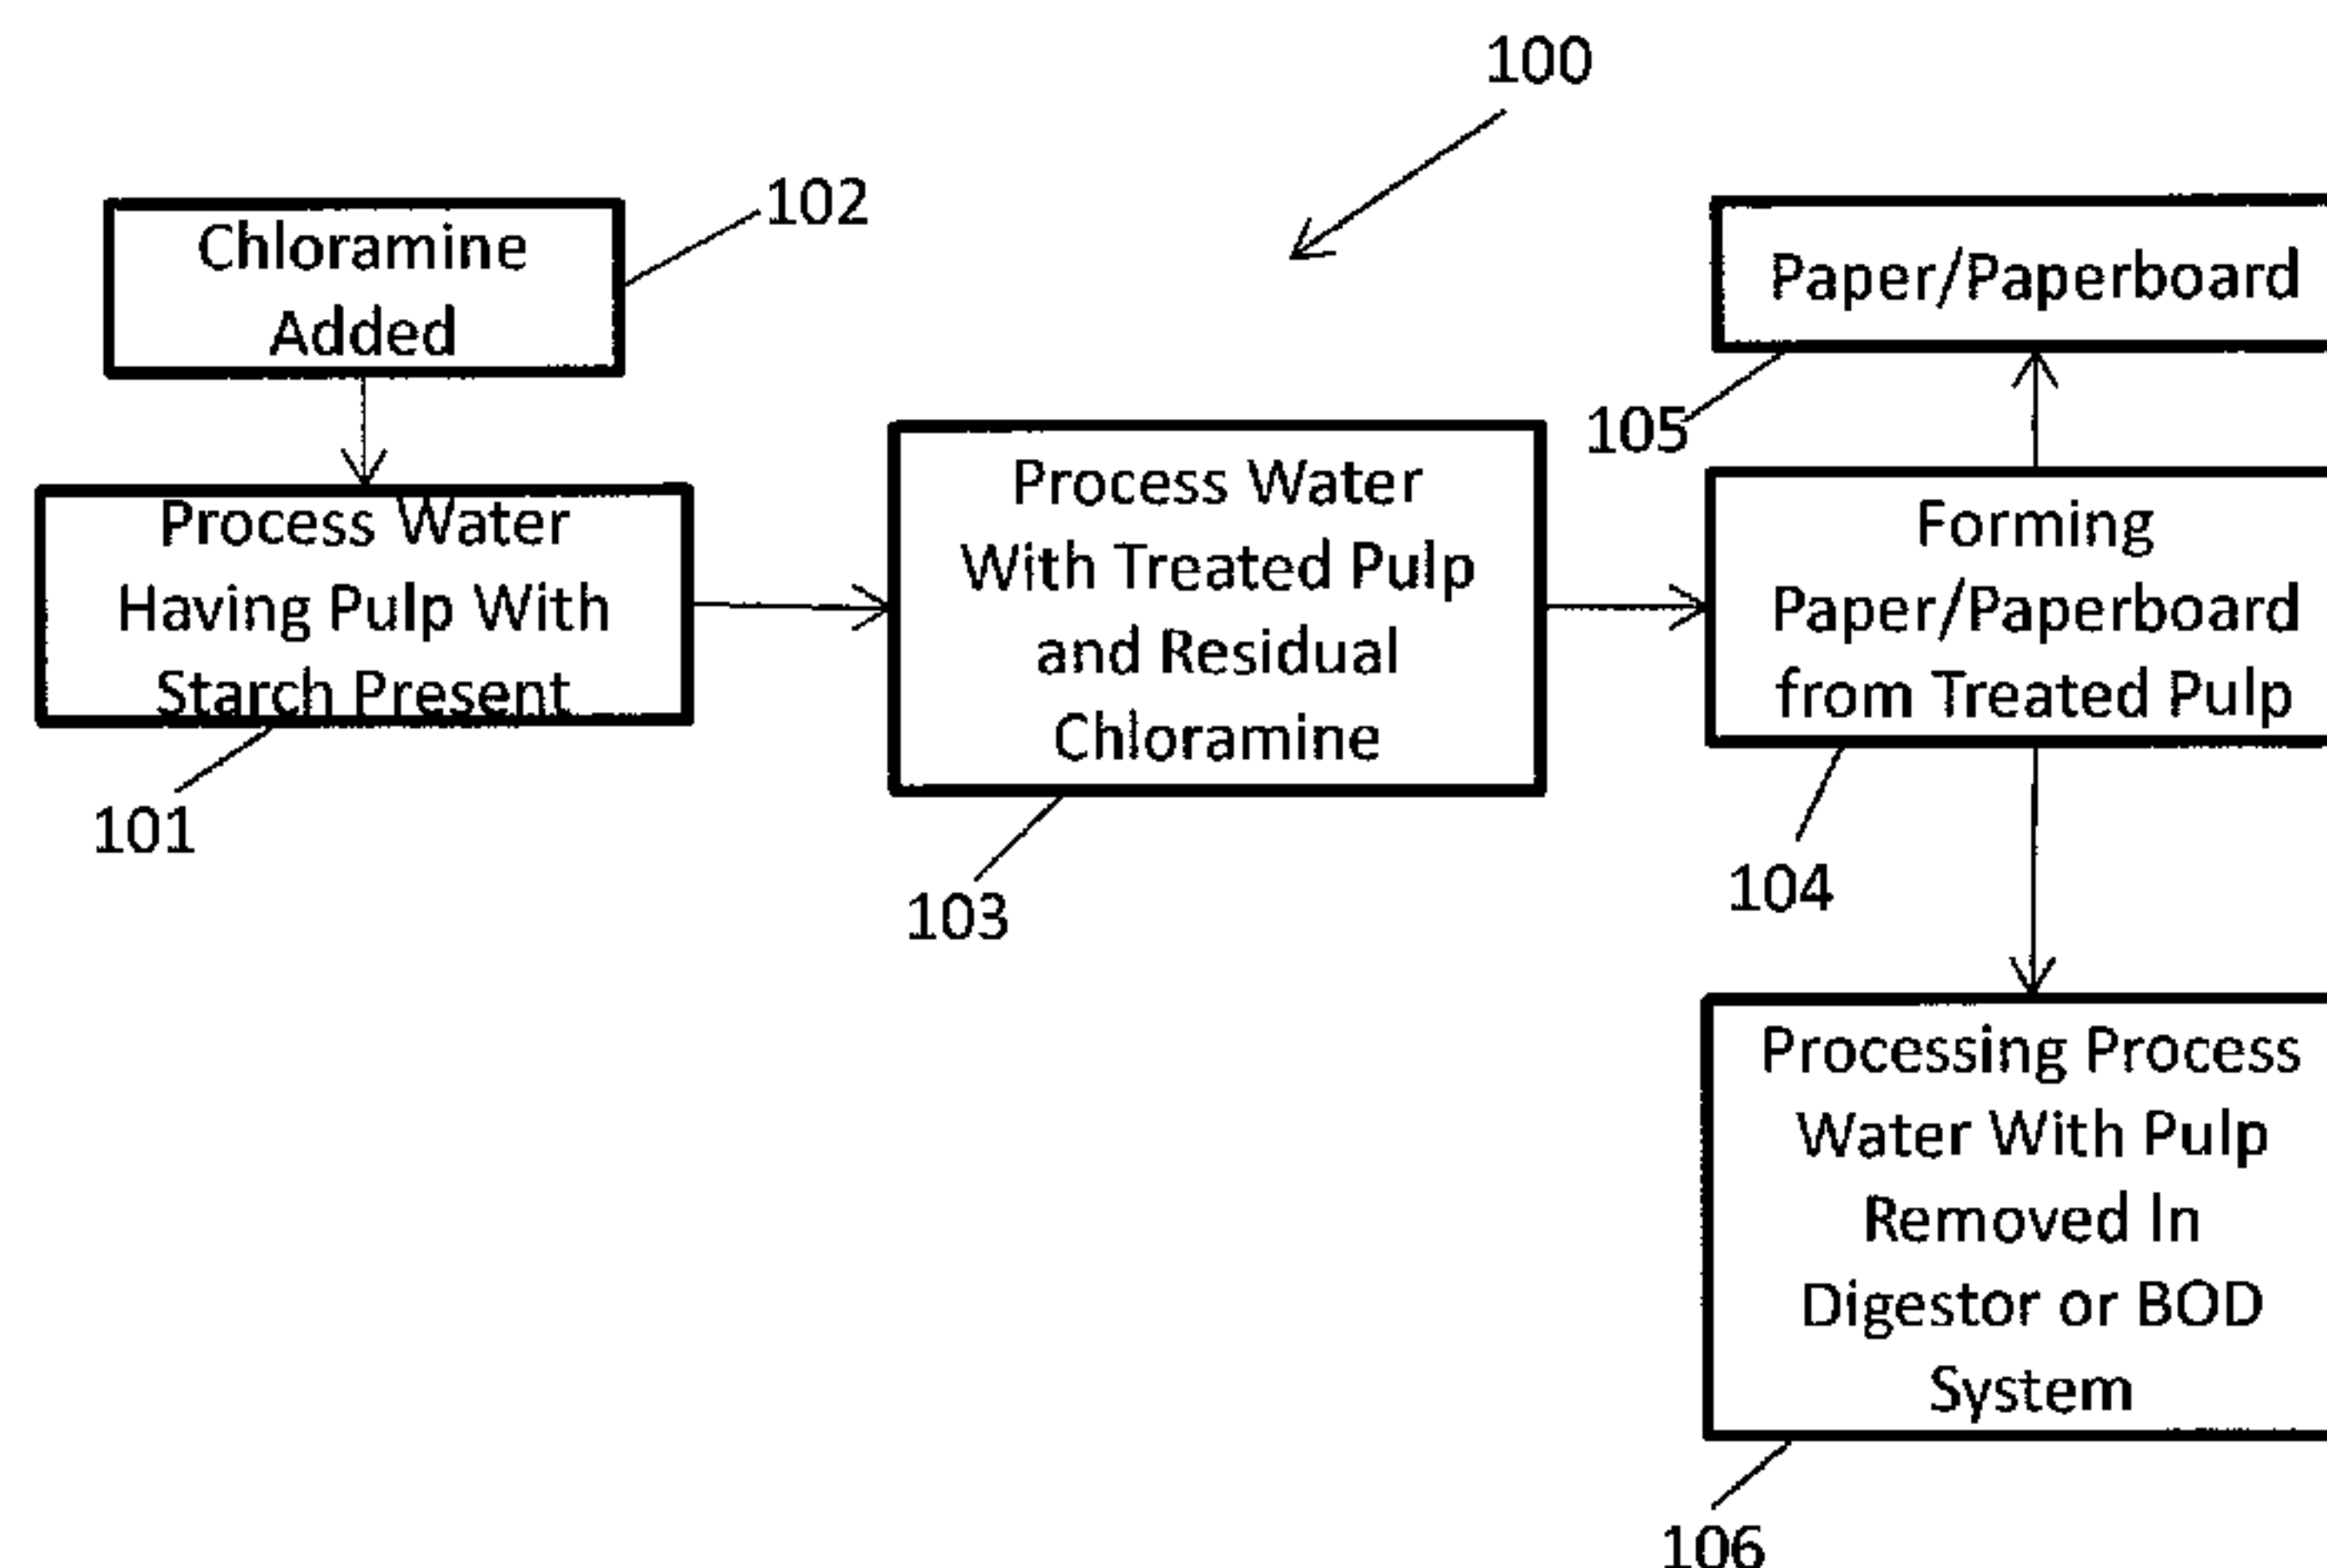 100
102
Chloramine
Added
Paper/Paperboard
105
Process Water
Having Pulp With
Starch Present
101
Process Water
With Treated Pulp
and Residual
Chloramine
103
Forming
Paper/Paperboard
from Treated Pulp
104
Processing Process
Water With Pulp
Removed In
Digestor or BOD
System
106